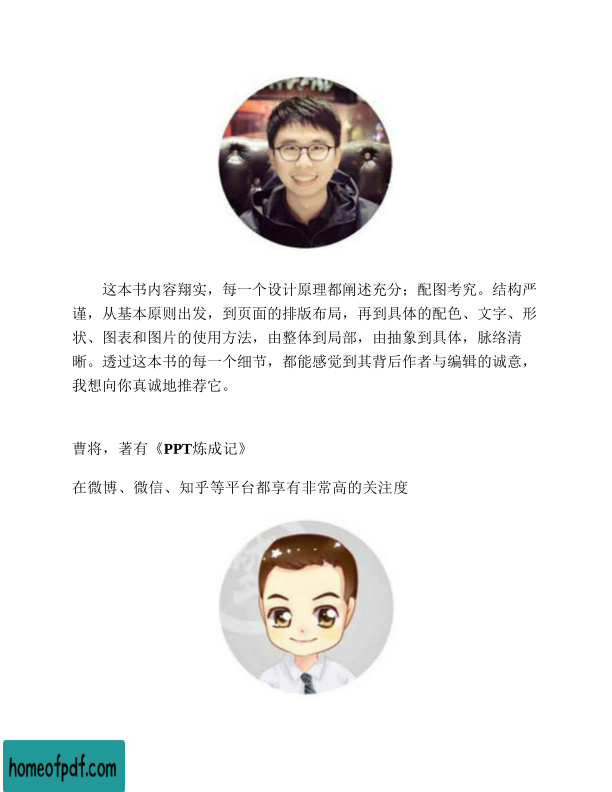 这本书内容翔实，每一个设计原理都阐述充分；配图考究。结构严
谨，从基本原则出发，到页面的排版布局，再到具体的配色、文字、形
状、图表和图片的使用方法，由整体到局部，由抽象到具体，脉络清
晰。透过这本书的每一个细节，都能感觉到其背后作者与编辑的诚意，
我想向你真诚地推荐它。
曹将，著有《PPT炼成记》
在微博、微信、知乎等平台都享有非常高的关注度
homeofpdf.com